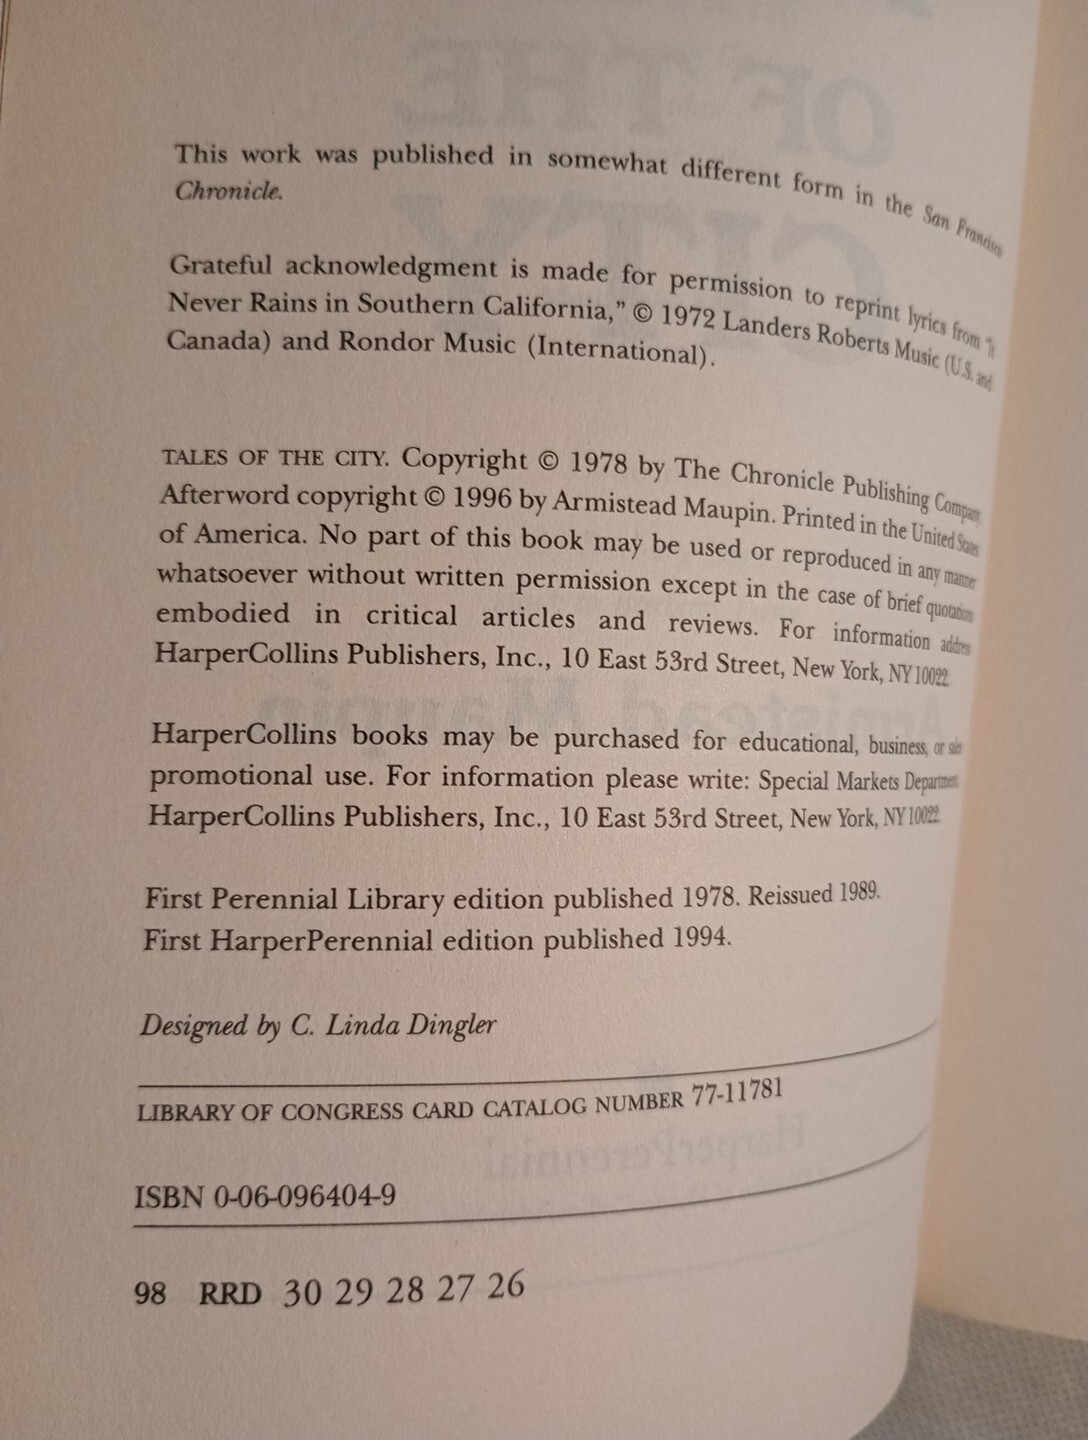 This work was published in somewhat different form in the San Francisco
Chronicle.
Grateful acknowledgment is made for permission to reprint lyrics from "It
Never Rains in Southern California," © 1972 Landers Roberts Music (U.S. and
Canada) and Rondor Music (International).
TALES OF THE CITY. Copyright © 1978 by The Chronicle Publishing Company
Afterword copyright © 1996 by Armistead Maupin. Printed in the United States
of America. No part of this book may be used or reproduced in any manner
whatsoever without written permission except in the case of brief quotations
embodied in critical articles and reviews. For information address
HarperCollins Publishers, Inc., 10 East 53rd Street, New York, NY 10022.
HarperCollins books may be purchased for educational, business, or sales
promotional use. For information please write: Special Markets Department,
HarperCollins Publishers, Inc., 10 East 53rd Street, New York, NY 10022.
First Perennial Library edition published 1978. Reissued 1989.
First HarperPerennial edition published 1994.
Designed by C. Linda Dingler
LIBRARY OF CONGRESS CARD CATALOG NUMBER 77-11781
ISBN 0-06-096404-9
98 RRD 30 29 28 27 26